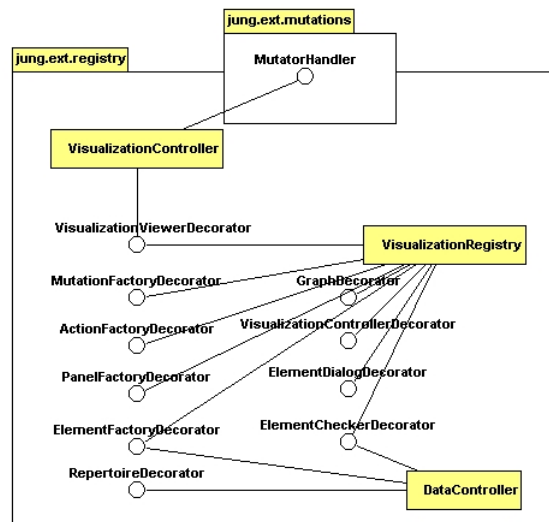 jung.ext.mutations
jung.ext.registry
MutatorHandler
VisualizationController
VisualizationViewerDecorator
VisualizationRegistry
MutationFactoryDecorator
GraphDecorator
ActionFactoryDecorator
VisualizationControllerDecorator
PanelFactoryDecorator
ElementDialogDecorator
ElementFactoryDecorator
ElementCheckerDecorator
RepertoireDecorator
DataController